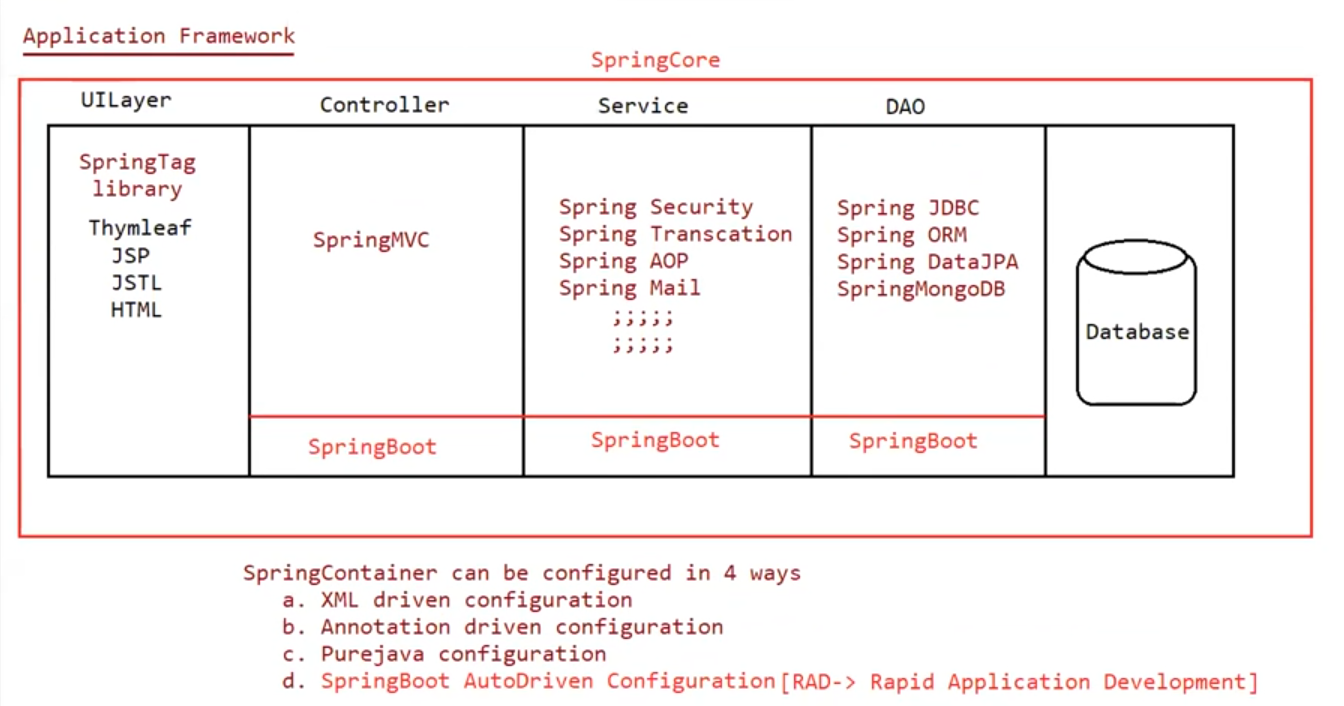 Application Framework
SpringCore
UILayer
Controller
Service
DAO
SpringTag
library
Thymleaf
JSP
JSTL
HTML
SpringMVC
Spring Security
Spring Transcation
Spring AOP
Spring Mail
;;;;;
;;;;;
Spring JDBC
Spring ORM
Spring DataJPA
SpringMongoDB
Database
SpringBoot
SpringBoot
SpringBoot
SpringContainer can be configured in 4 ways
a. XML driven configuration
b. Annotation driven configuration
c. Purejava configuration
d. SpringBoot AutoDriven Configuration[RAD-> Rapid Application Development]